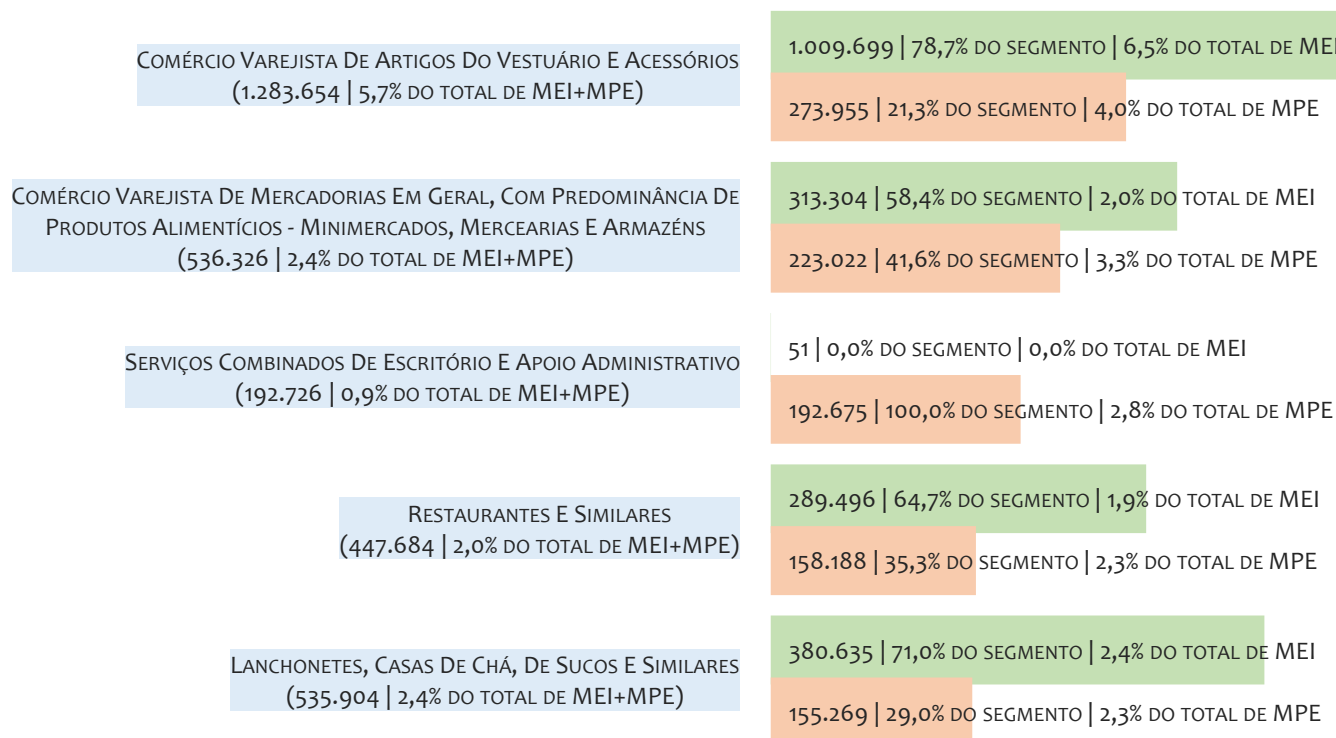 Comércio Varejista De Artigos Do Vestuário E Acessórios
(1.283.654 | 5,7% do total de MEI+MPE)
1.009.699 | 78,7% do segmento | 6,5% do total de MEI
273.955 | 21,3% do segmento | 4,0% do total de MPE
Comércio Varejista De Mercadorias Em Geral, Com Predominância De
Produtos Alimentícios - Minimercados, Mercearias E Armazéns
(536.326 | 2,4% do total de MEI+MPE)
313.304 | 58,4% do segmento | 2,0% do total de MEI
223.022 | 41,6% do segmento | 3,3% do total de MPE
Serviços Combinados De Escritório E Apoio Administrativo
(192.726 | 0,9% do total de MEI+MPE)
51 | 0,0% do segmento | 0,0% do total de MEI
192.675 | 100,0% do segmento | 2,8% do total de MPE
Restaurantes E Similares
(447.684 | 2,0% do total de MEI+MPE)
289.496 | 64,7% do segmento | 1,9% do total de MEI
158.188 | 35,3% do segmento | 2,3% do total de MPE
Lanchonetes, Casas De Chá, De Sucos E Similares
(535.904 | 2,4% do total de MEI+MPE)
380.635 | 71,0% do segmento | 2,4% do total de MEI
155.269 | 29,0% do segmento | 2,3% do total de MPE